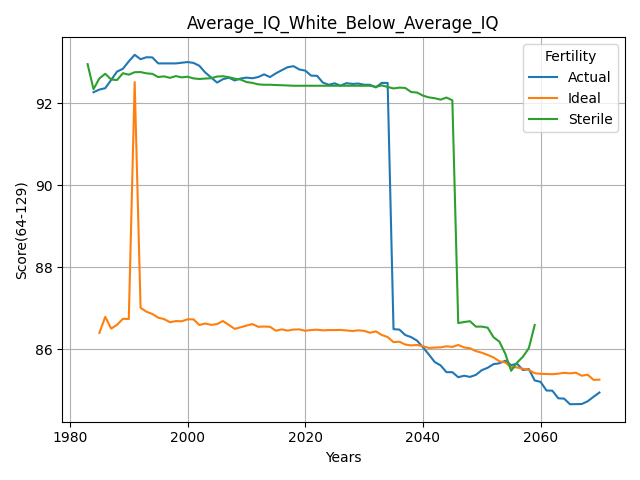 Average_IQ_White_Below_Average_IQ
Score(64-129)
92
90
88
86
1980
2000
2020
2040
2060
Years
Fertility
Actual
Ideal
Sterile